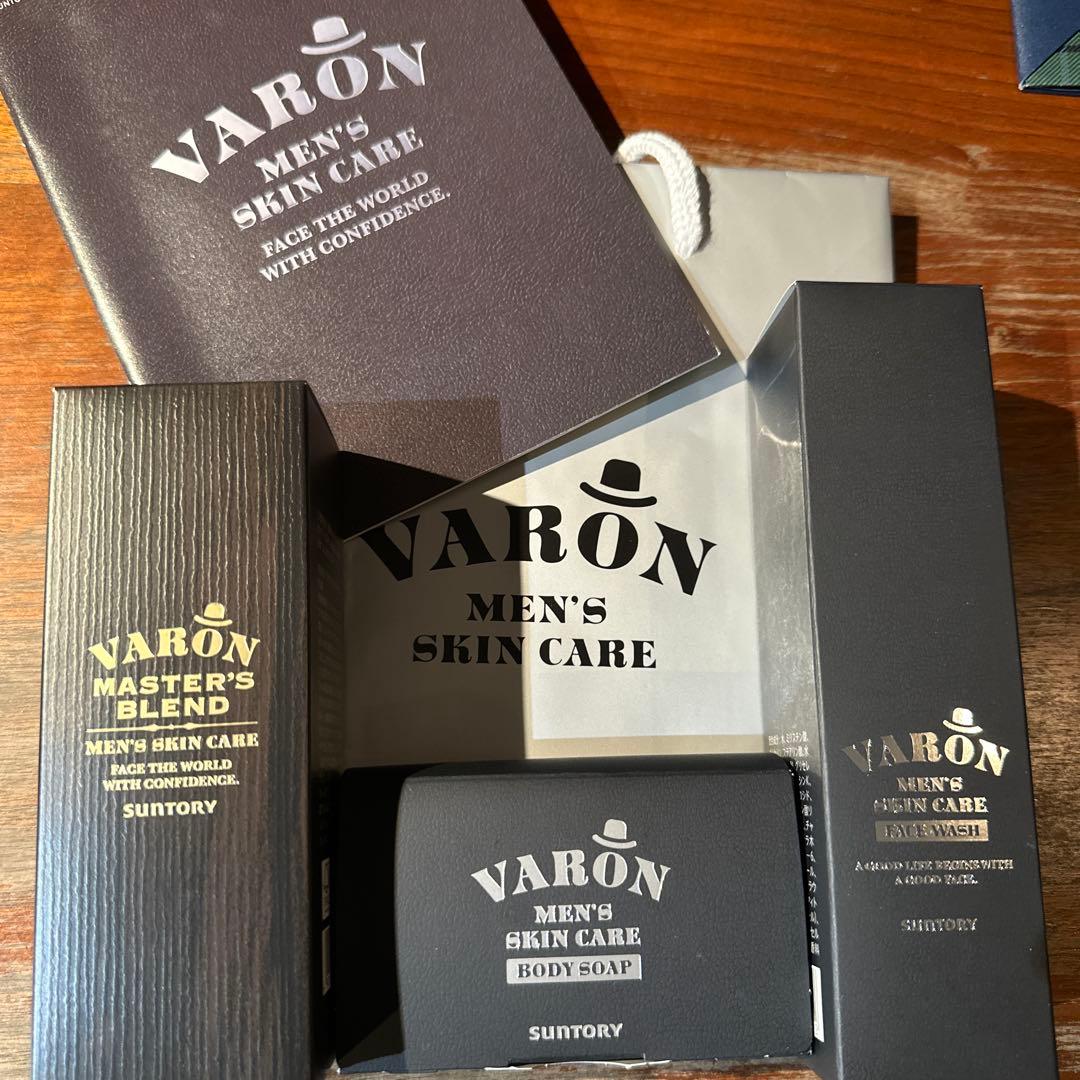 VARON
MEN'S
SKIN CARE
FACE THE WORLD
WITH CONFIDENCE.
VARON
MEN'S
SKIN CARE
VARON
MASTER'S
BLEND
MEN'S SKIN CARE
FACE THE WORLD
WITH CONFIDENCE.
SUNTORY
VARON
MEN'S
SKIN CARE
BODY SOAP
SUNTORY
VARON
MEN'S
SKIN CARE
FACE WASH
A GOOD LIFE BEGINS WITH
A GOOD FACE.
SUNTORY